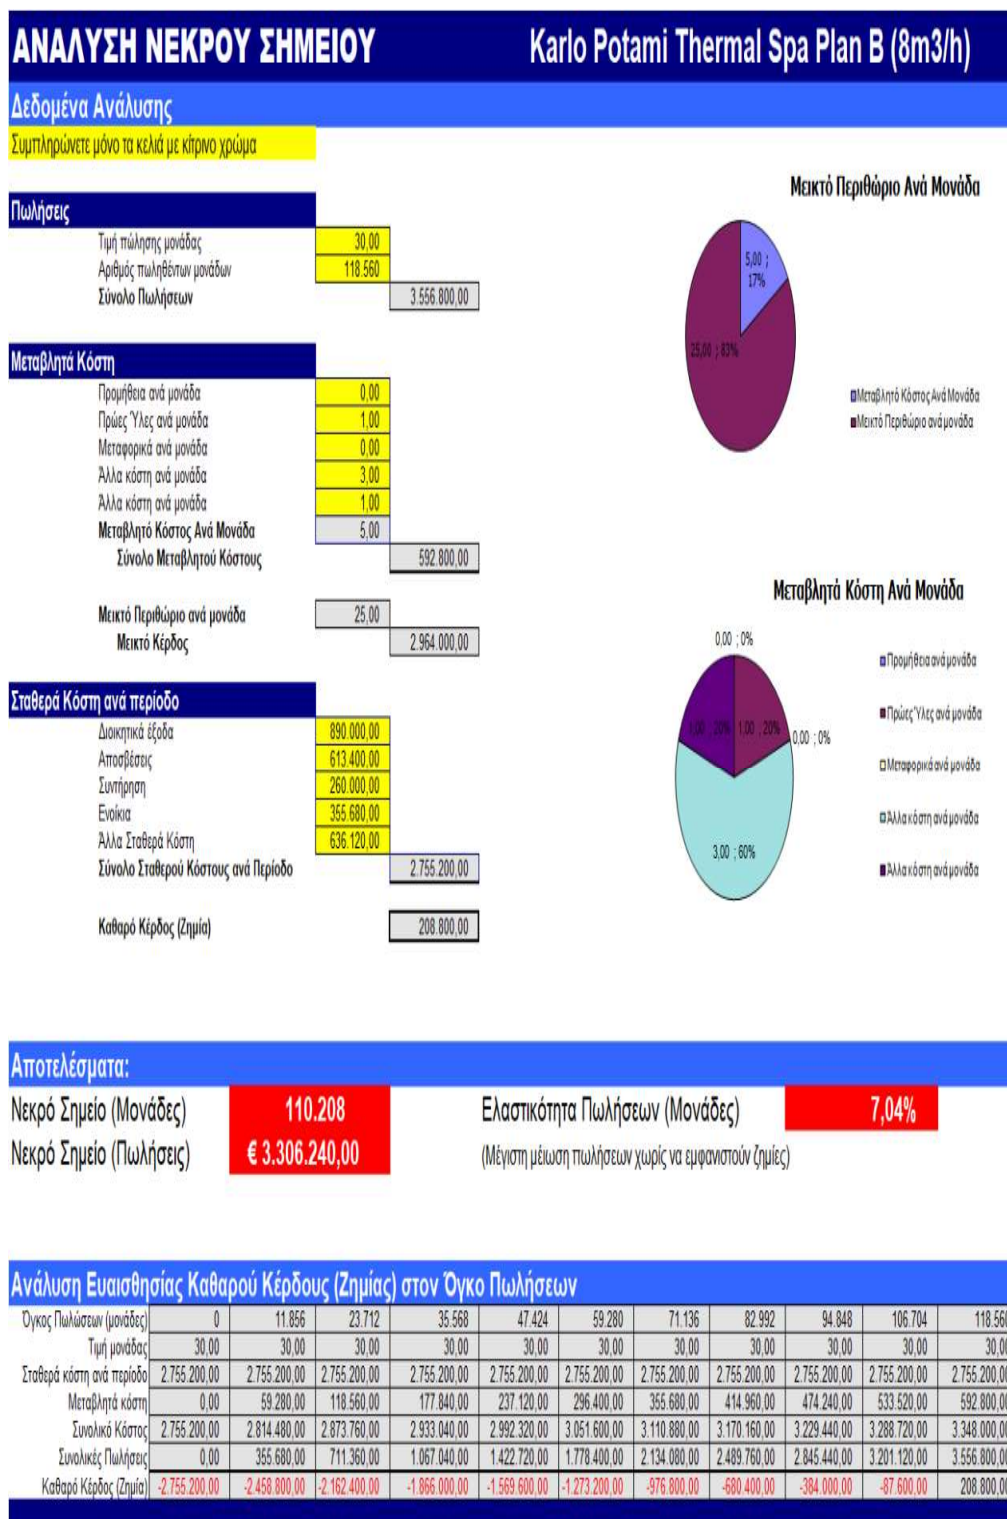 ΑΝΑΛΥΣΗ ΝΕΚΡΟΥ ΣΗΜΕΙΟΥ Karlo Potami Thermal Spa Plan B (8m3/h)
Δεδομένα Ανάλυσης
Συμπληρώνετε μόνο τα κελιά με κίτρινο χρώμα
Μεικτό Περιθώριο Ανά Μονάδα
Πωλήσεις
Τιμή πώλησης μονάδας 30,00
Αριθμός πωληθέντων μονάδων 118.560
Σύνολο Πωλήσεων 3.556.800,00
5,00 ;
17%
25,00 ; 83%
Μεταβλητό Κόστος Ανά Μονάδα
Μεικτό Περιθώριο ανά μονάδα
Μεταβλητά Κόστη
Προμήθεια ανά μονάδα 0,00
Πρώες Ύλες ανά μονάδα 1,00
Μεταφορικά ανά μονάδα 0,00
Άλλα κόστη ανά μονάδα 3,00
Άλλα κόστη ανά μονάδα 1,00
Μεταβλητό Κόστος Ανά Μονάδα 5,00
Σύνολο Μεταβλητού Κόστους 592.800,00
Μεικτό Περιθώριο ανά μονάδα 25,00
Μεικτό Κέρδος 2.964.000,00
Μεταβλητά Κόστη Ανά Μονάδα
0,00 ; 0%
1,00 ; 20% 1,00 ; 20%
0,00 ; 0%
3,00 ; 60%
Προμήθεια ανά μονάδα
Πρώες Ύλες ανά μονάδα
Μεταφορικά ανά μονάδα
Άλλα κόστη ανά μονάδα
Άλλα κόστη ανά μονάδα
Σταθερά Κόστη ανά περίοδο
Διοικητικά έξοδα 890.000,00
Αποσβέσεις 613.400,00
Συντήρηση 260.000,00
Ενοίκια 355.680,00
Άλλα Σταθερά Κόστη 636.120,00
Σύνολο Σταθερού Κόστους ανά Περίοδο 2.755.200,00
Καθαρό Κέρδος (Ζημία) 208.800,00
Αποτελέσματα:
Νεκρό Σημείο (Μονάδες) 110.208 Ελαστικότητα Πωλήσεων (Μονάδες) 7,04%
Νεκρό Σημείο (Πωλήσεις) € 3.306.240,00 (Μέγιστη μείωση πωλήσεων χωρίς να εμφανιστούν ζημίες)
Ανάλυση Ευαισθησίας Καθαρού Κέρδους (Ζημίας) στον Όγκο Πωλήσεων
Όγκος Πωλώσεων (μονάδες) 0 11.856 23.712 35.568 47.424 59.280 71.136 82.992 94.848 106.704 118.560
Τιμή μονάδας 30,00 30,00 30,00 30,00 30,00 30,00 30,00 30,00 30,00 30,00 30,00
Σταθερά κόστη ανά περίοδο 2.755.200,00 2.755.200,00 2.755.200,00 2.755.200,00 2.755.200,00 2.755.200,00 2.755.200,00 2.755.200,00 2.755.200,00 2.755.200,00 2.755.200,00
Μεταβλητά κόστη 0,00 59.280,00 118.560,00 177.840,00 237.120,00 296.400,00 355.680,00 414.960,00 474.240,00 533.520,00 592.800,00
Συνολικό Κόστος 2.755.200,00 2.814.480,00 2.873.760,00 2.933.040,00 2.992.320,00 3.051.600,00 3.110.880,00 3.170.160,00 3.229.440,00 3.288.720,00 3.348.000,00
Συνολικές Πωλήσεις 0,00 355.680,00 711.360,00 1.067.040,00 1.422.720,00 1.778.400,00 2.134.080,00 2.489.760,00 2.845.440,00 3.201.120,00 3.556.800,00
Καθαρό Κέρδος (Ζημία) -2.755.200,00 -2.458.800,00 -2.162.400,00 -1.866.000,00 -1.569.600,00 -1.273.200,00 -976.800,00 -680.400,00 -384.000,00 -87.600,00 208.800,00